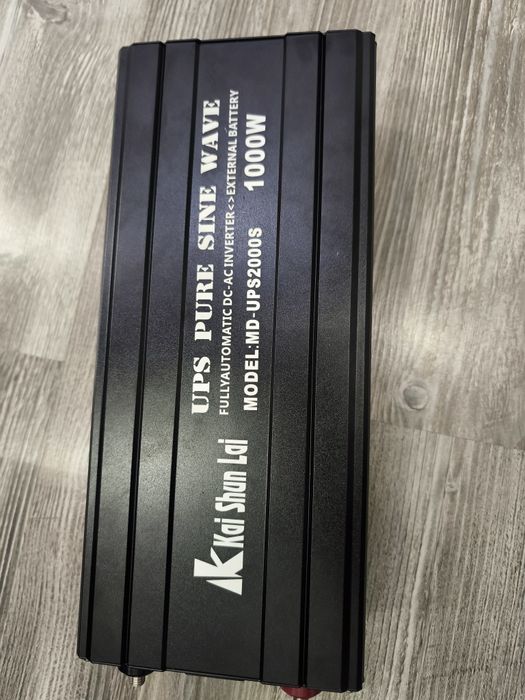 Kai Shun Lai
UPS PURE SINE WAVE
FULLYAUTOMATIC DC-AC INVERTER<>EXTERNAL BATTERY
MODEL:MD-UPS2000S 1000W